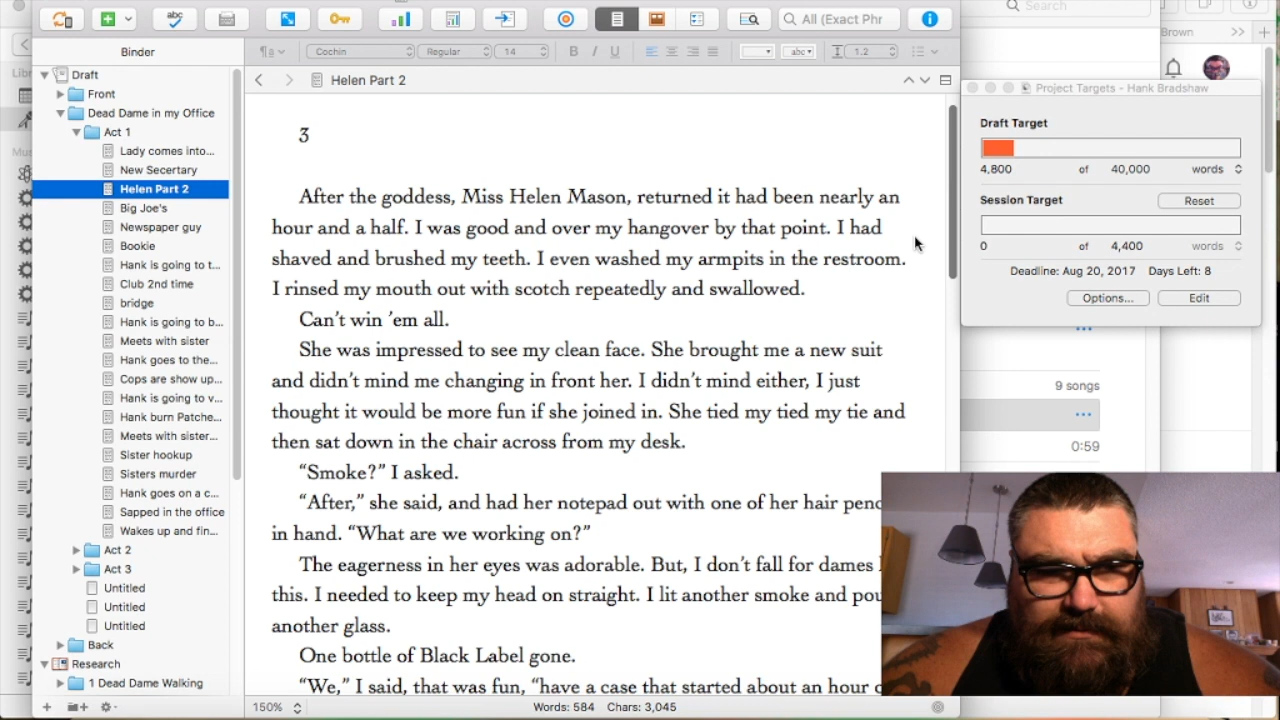 Search
All (Exact Phr
Brown
Binder
Cochin
Regular
14
B
I
U
abc
1.2
Draft
Front
Dead Dame in my Office
Act 1
Lady comes into...
New Secertary
Helen Part 2
Big Joe's
Newspaper guy
Bookie
Hank is going to t...
Club 2nd time
bridge
Hank is going to b...
Meets with sister
Hank goes to the...
Cops are show up...
Hank is going to v...
Hank burn Patche...
Meets with sister...
Sister hookup
Sisters murder
Hank goes on a c...
Sapped in the office
Wakes up and fin...
Act 2
Act 3
Untitled
Untitled
Untitled
Back
Research
1 Dead Dame Walking
Helen Part 2
3
After the goddess, Miss Helen Mason, returned it had been nearly an
hour and a half. I was good and over my hangover by that point. I had
shaved and brushed my teeth. I even washed my armpits in the restroom.
I rinsed my mouth out with scotch repeatedly and swallowed.
Can't win 'em all.
She was impressed to see my clean face. She brought me a new suit
and didn't mind me changing in front her. I didn't mind either, I just
thought it would be more fun if she joined in. She tied my tied my tie and
then sat down in the chair across from my desk.
“Smoke?” I asked.
“After,” she said, and had her notepad out with one of her hair penc
in hand. “What are we working on?”
The eagerness in her eyes was adorable. But, I don't fall for dames
this. I needed to keep my head on straight. I lit another smoke and pou
another glass.
One bottle of Black Label gone.
“We,” I said, that was fun, “have a case that started about an hour
150%
Words: 584 Chars: 3,045
Project Targets - Hank Bradshaw
Draft Target
4,800 of 40,000 words
Session Target
Reset
0 of 4,400 words
Deadline: Aug 20, 2017 Days Left: 8
Options...
Edit
9 songs
0:59